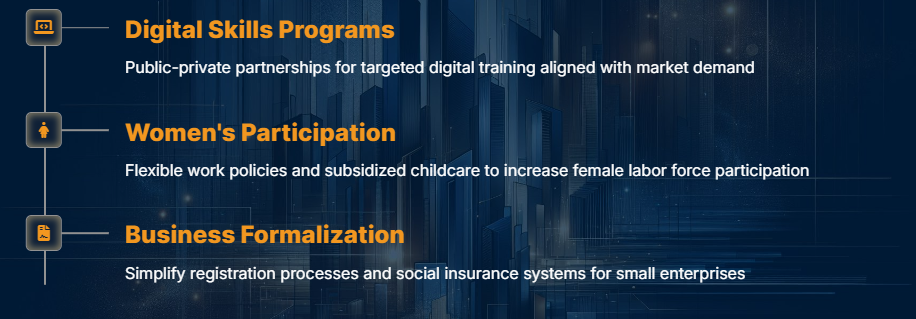 Digital Skills Programs
Public-private partnerships for targeted digital training aligned with market demand
Women's Participation
Flexible work policies and subsidized childcare to increase female labor force participation
Business Formalization
Simplify registration processes and social insurance systems for small enterprises